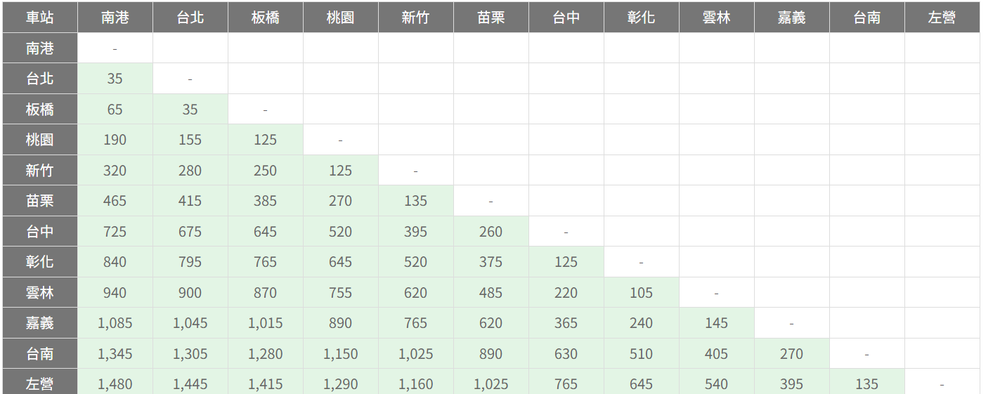 車站 南港 台北 板橋 桃園 新竹 苗栗 台中 彰化 雲林 嘉義 台南 左營
南港 -
台北 35 -
板橋 65 35 -
桃園 190 155 125 -
新竹 320 280 250 125 -
苗栗 465 415 385 270 135 -
台中 725 675 645 520 395 260 -
彰化 840 795 765 645 520 375 125 -
雲林 940 900 870 755 620 485 220 105 -
嘉義 1,085 1,045 1,015 890 765 620 365 240 145 -
台南 1,345 1,305 1,280 1,150 1,025 890 630 510 405 270 -
左營 1,480 1,445 1,415 1,290 1,160 1,025 765 645 540 395 135 -